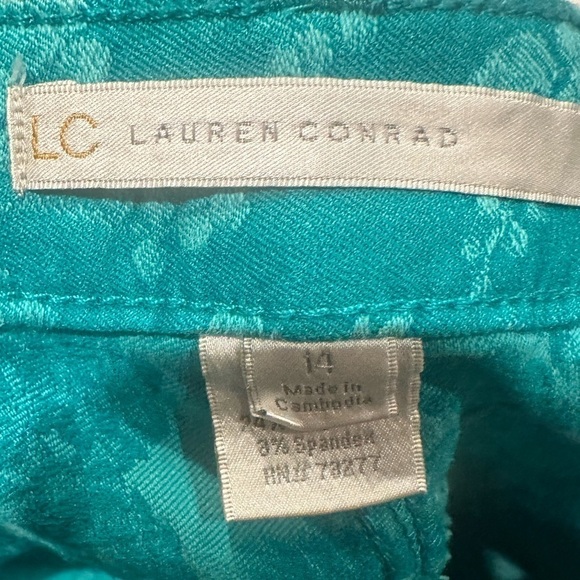 LC LAUREN CONRAD
14
Made in
Cambodia
3% Spandex
RN# 73277